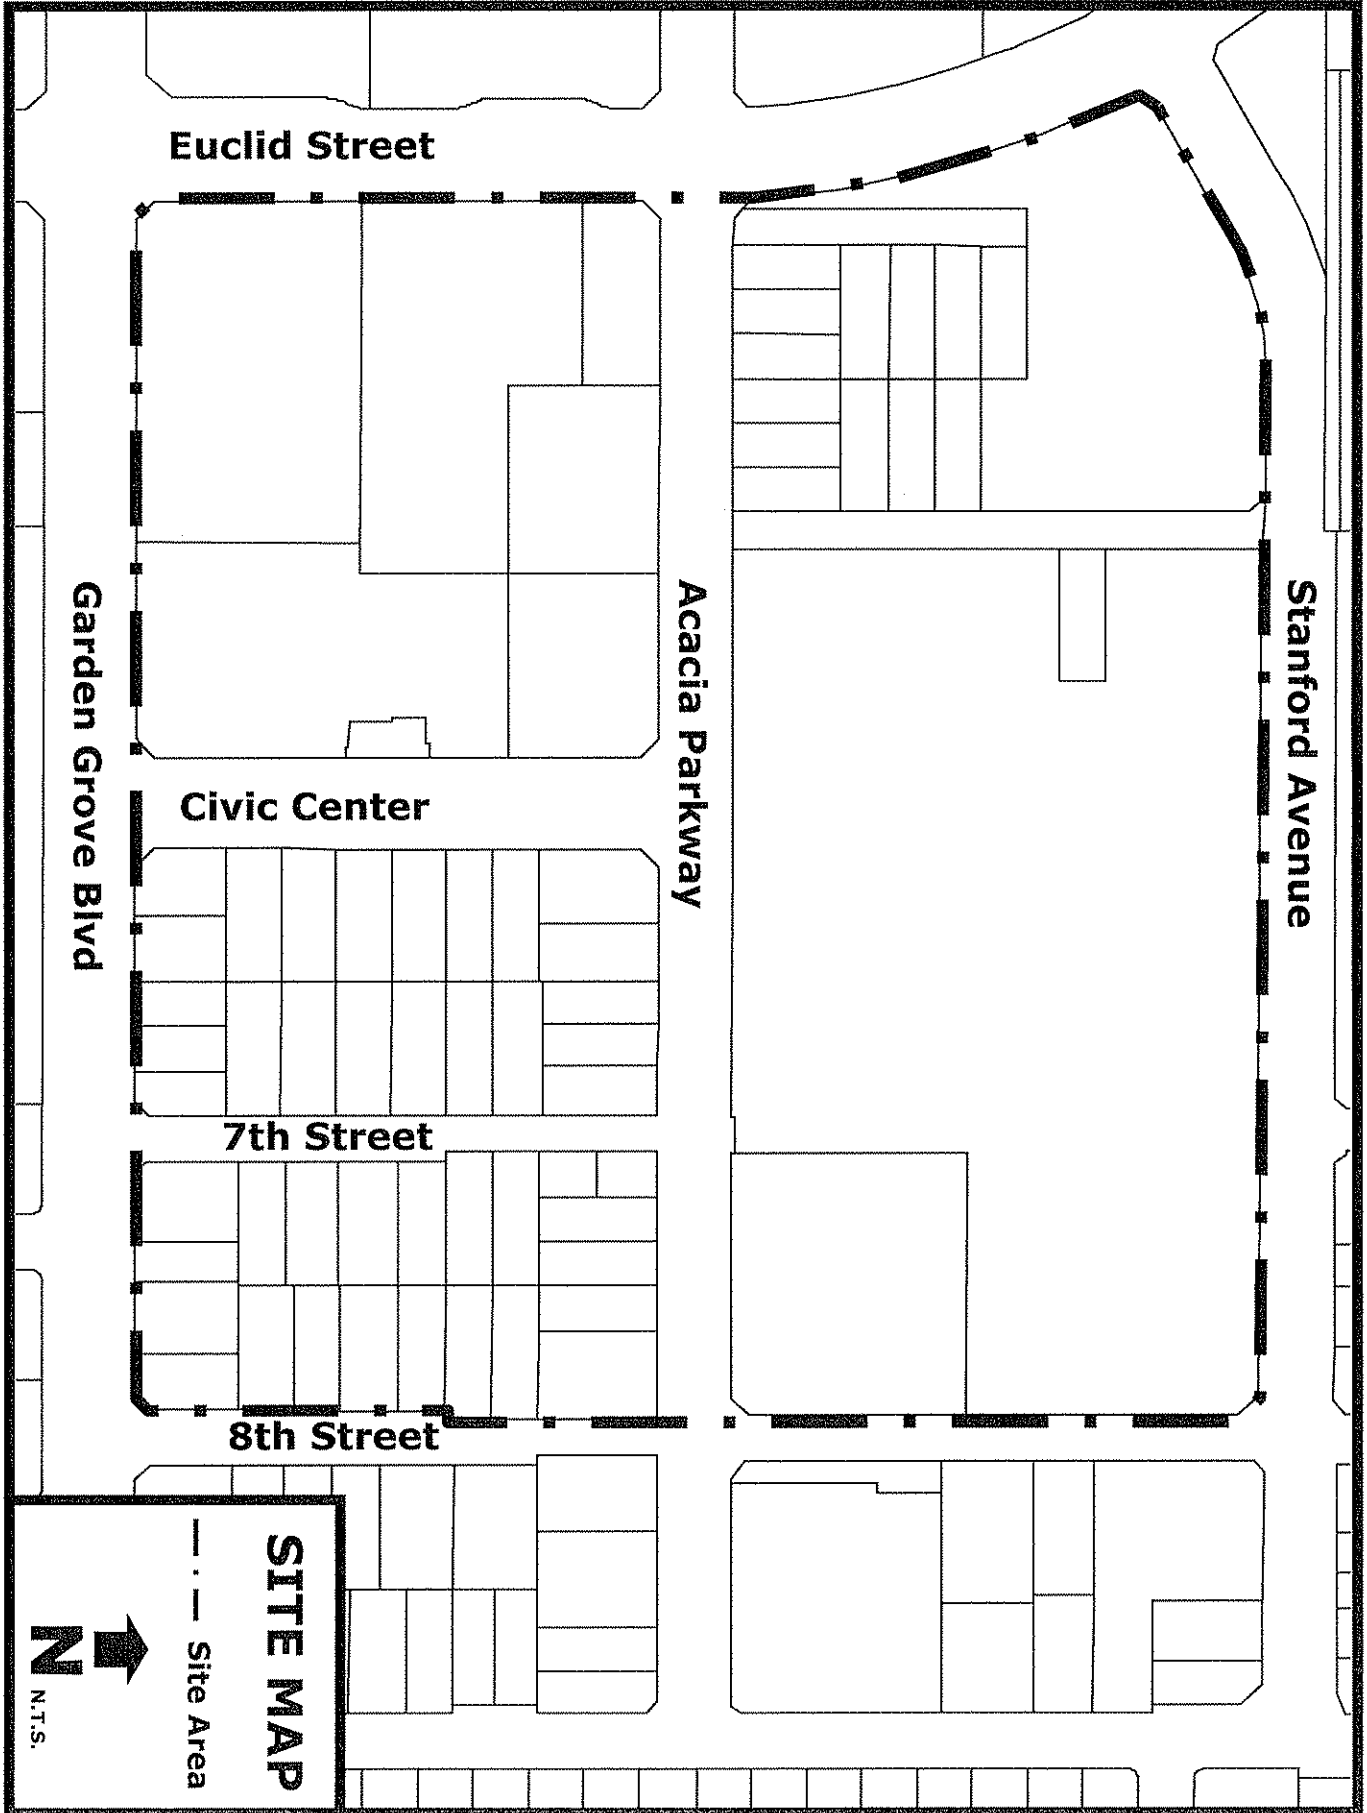 Euclid Street
Stanford Avenue
Acacia Parkway
Garden Grove Blvd
Civic Center
7th Street
8th Street
SITE MAP
— · — Site Area
N
N.T.S.